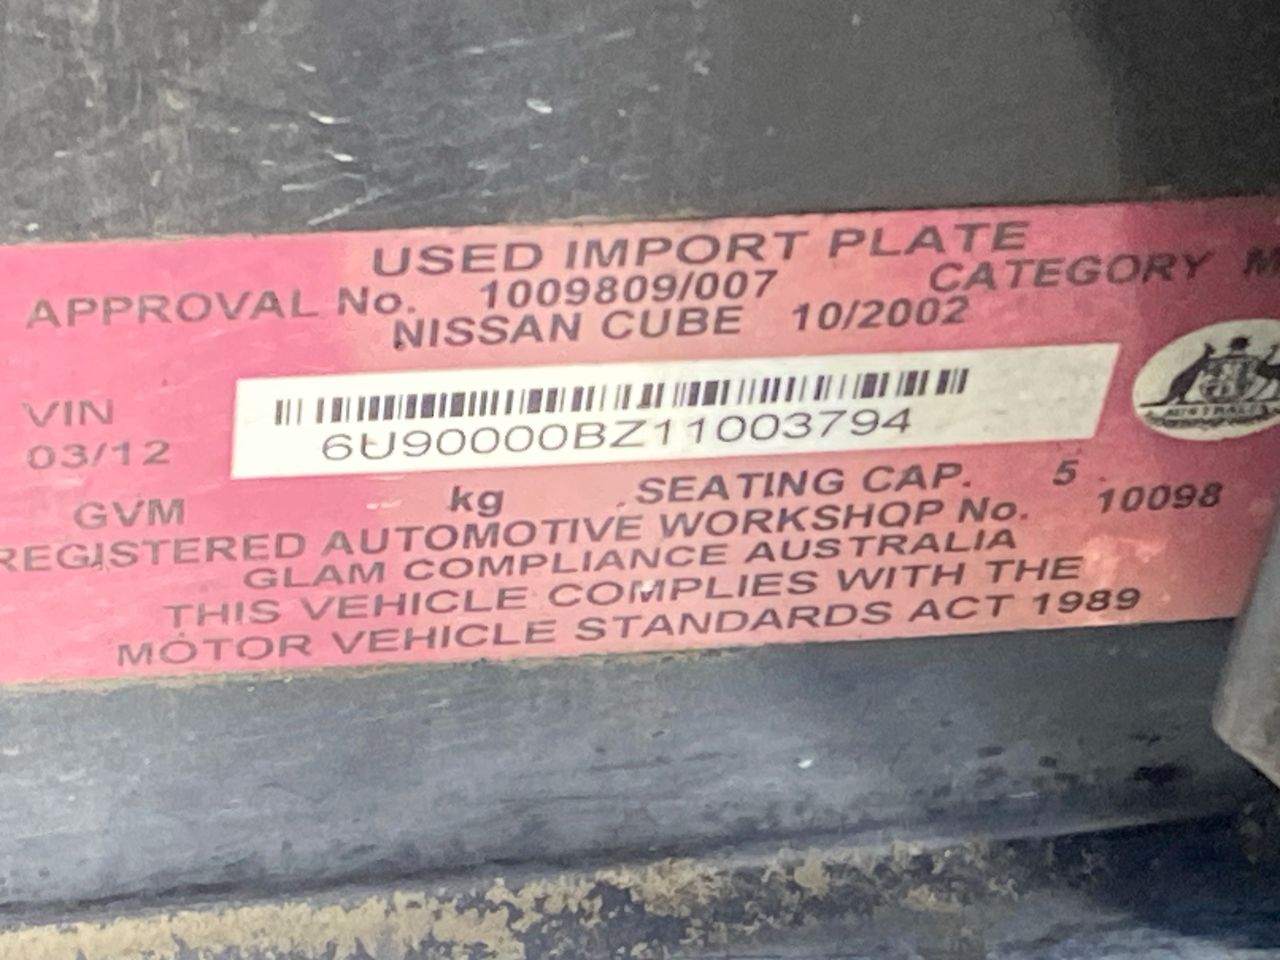 USED IMPORT PLATE
APPROVAL No. 1009809/007 CATEGORY
NISSAN CUBE 10/2002
VIN
03/12
6U90000BZ11003794
AUSTRALIA
GVM kg SEATING CAP. 5
REGISTERED AUTOMOTIVE WORKSHOP No. 10098
GLAM COMPLIANCE AUSTRALIA
THIS VEHICLE COMPLIES WITH THE
MOTOR VEHICLE STANDARDS ACT 1989